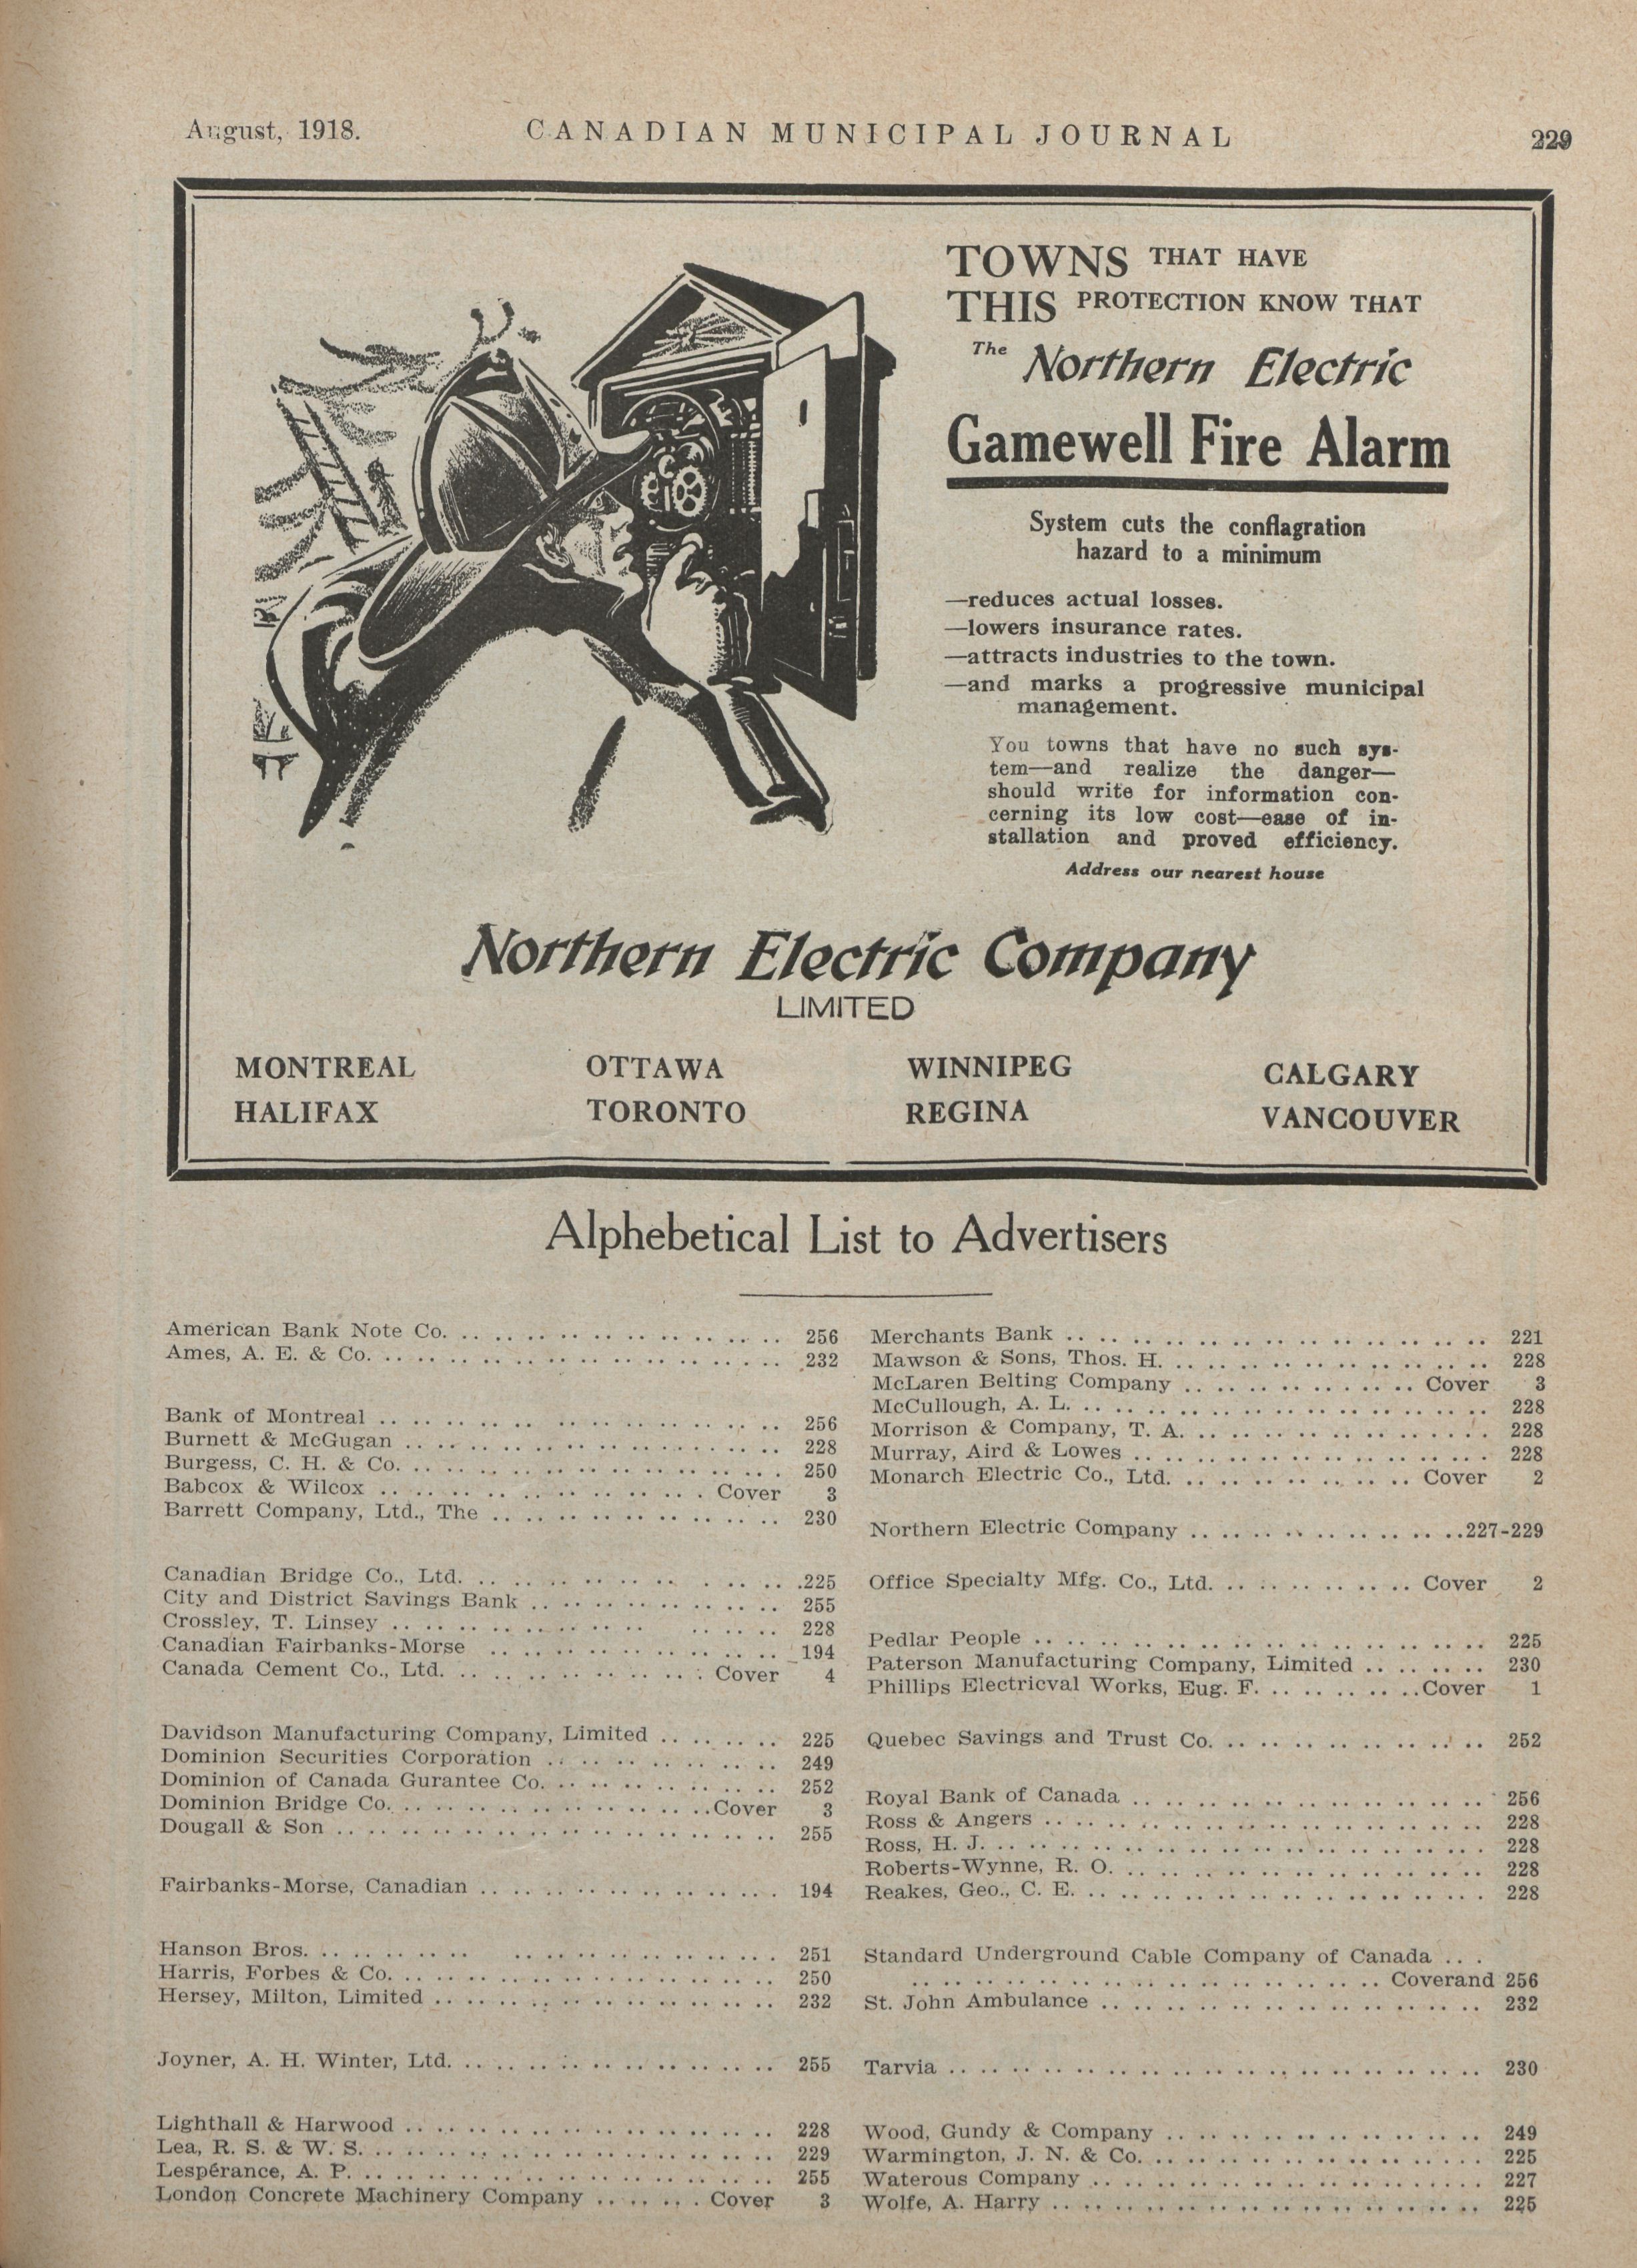 August, 1918.
CANADIAN MUNICIPAL JOURNAL
229
TOWNS THAT HAVE
THIS PROTECTION KNOW THAT
The Northern Electric
Gamewell Fire Alarm
System cuts the conflagration
hazard to a minimum
—reduces actual losses.
—lowers insurance rates.
—attracts industries to the town.
—and marks a progressive municipal
management.
You towns that have no such sys-
tem—and realize the danger—
should write for information con-
cerning its low cost—ease of in-
stallation and proved efficiency.
Address our nearest house
Northern Electric Company
LIMITED
MONTREAL OTTAWA WINNIPEG CALGARY
HALIFAX TORONTO REGINA VANCOUVER
Alphebetical List to Advertisers
American Bank Note Co. .. .. .. .. .. .. .. .. .. .. 256
Ames, A. E. & Co. .. .. .. .. .. .. .. .. .. .. .. .. 232
Bank of Montreal .. .. .. .. .. .. .. .. .. .. .. .. 256
Burnett & McGugan .. .. .. .. .. .. .. .. .. .. .. 228
Burgess, C. H. & Co. .. .. .. .. .. .. .. .. .. .. .. 250
Babcox & Wilcox .. .. .. .. .. .. .. .. .. .. Cover 3
Barrett Company, Ltd., The .. .. .. .. .. .. .. .. .. 230
Canadian Bridge Co., Ltd. .. .. .. .. .. .. .. .. .. .225
City and District Savings Bank .. .. .. .. .. .. .. .. 255
Crossley, T. Linsey .. .. .. .. .. .. .. .. .. .. .. 228
Canadian Fairbanks-Morse .. .. .. .. .. .. .. .. .. 194
Canada Cement Co., Ltd. .. .. .. .. .. .. .. .. Cover 4
Davidson Manufacturing Company, Limited .. .. .. .. 225
Dominion Securities Corporation .. .. .. .. .. .. .. 249
Dominion of Canada Gurantee Co. .. .. .. .. .. .. .. 252
Dominion Bridge Co. .. .. .. .. .. .. .. .. .. ..Cover 3
Dougall & Son .. .. .. .. .. .. .. .. .. .. .. .. .. 255
Fairbanks-Morse, Canadian .. .. .. .. .. .. .. .. .. 194
Hanson Bros. .. .. .. .. .. .. .. .. .. .. .. .. .. 251
Harris, Forbes & Co. .. .. .. .. .. .. .. .. .. .. .. 250
Hersey, Milton, Limited .. .. .. .. .. .. .. .. .. .. 232
Joyner, A. H. Winter, Ltd. .. .. .. .. .. .. .. .. .. 255
Lighthall & Harwood .. .. .. .. .. .. .. .. .. .. .. 228
Lea, R. S. & W. S. .. .. .. .. .. .. .. .. .. .. .. .. 229
Lespérance, A. P. .. .. .. .. .. .. .. .. .. .. .. .. 255
London Concrete Machinery Company .. .. .. . Cover 3
Merchants Bank .. .. .. .. .. .. .. .. .. .. .. .. .. 221
Mawson & Sons, Thos. H. .. .. .. .. .. .. .. .. .. .. 228
McLaren Belting Company .. .. .. .. .. .. .. Cover 3
McCullough, A. L. .. .. .. .. .. .. .. .. .. .. .. .. 228
Morrison & Company, T. A. .. .. .. .. .. .. .. .. .. 228
Murray, Aird & Lowes .. .. .. .. .. .. .. .. .. .. .. 228
Monarch Electric Co., Ltd. .. .. .. .. .. .. .. Cover 2
Northern Electric Company .. .. .. .. .. .. .. .. ..227-229
Office Specialty Mfg. Co., Ltd. .. .. .. .. .. .. Cover 2
Pedlar People .. .. .. .. .. .. .. .. .. .. .. .. .. .. 225
Paterson Manufacturing Company, Limited .. .. .. .. 230
Phillips Electricval Works, Eug. F. .. .. .. .. ..Cover 1
Quebec Savings and Trust Co. .. .. .. .. .. .. .. .. 252
Royal Bank of Canada .. .. .. .. .. .. .. .. .. .. .. 256
Ross & Angers .. .. .. .. .. .. .. .. .. .. .. .. .. 228
Ross, H. J. .. .. .. .. .. .. .. .. .. .. .. .. .. .. 228
Roberts-Wynne, R. O. .. .. .. .. .. .. .. .. .. .. .. 228
Reakes, Geo., C. E. .. .. .. .. .. .. .. .. .. .. .. .. 228
Standard Underground Cable Company of Canada .. .
.. .. .. .. .. .. .. .. .. .. .. .. .. .. Coverand 256
St. John Ambulance .. .. .. .. .. .. .. .. .. .. .. .. 232
Tarvia .. .. .. .. .. .. .. .. .. .. .. .. .. .. .. .. 230
Wood, Gundy & Company .. .. .. .. .. .. .. .. .. .. 249
Warmington, J. N. & Co. .. .. .. .. .. .. .. .. .. .. 225
Waterous Company .. .. .. .. .. .. .. .. .. .. .. .. 227
Wolfe, A. Harry .. .. .. .. .. .. .. .. .. .. .. .. .. 225